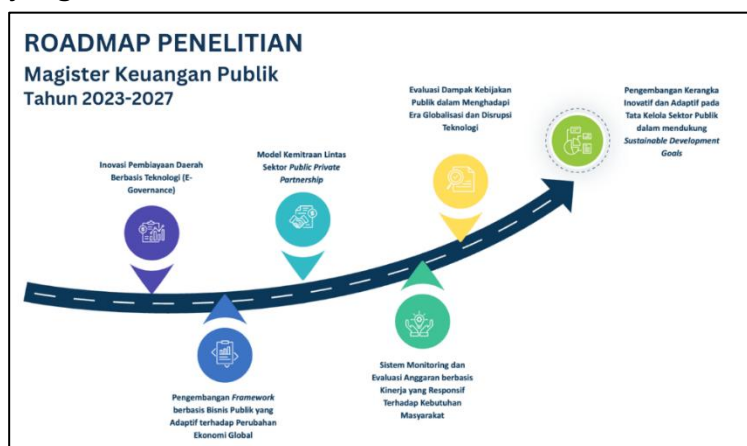 ROADMAP PENELITIAN
Magister Keuangan Publik
Tahun 2023-2027
Inovasi Pembiayaan Daerah
Berbasis Teknologi (E-
Governance)
Pengembangan Framework
berbasis Bisnis Publik yang
Adaptif terhadap Perubahan
Ekonomi Global
Model Kemitraan Lintas
Sektor Public Private
Partnership
Sistem Monitoring dan
Evaluasi Anggaran berbasis
Kinerja yang Responsif
Terhadap Kebutuhan
Masyarakat
Evaluasi Dampak Kebijakan
Publik dalam Menghadapi
Era Globalisasi dan Disrupsi
Teknologi
Pengembangan Kerangka
Inovatif dan Adaptif pada
Tata Kelola Sektor Publik
dalam mendukung
Sustainable Development
Goals